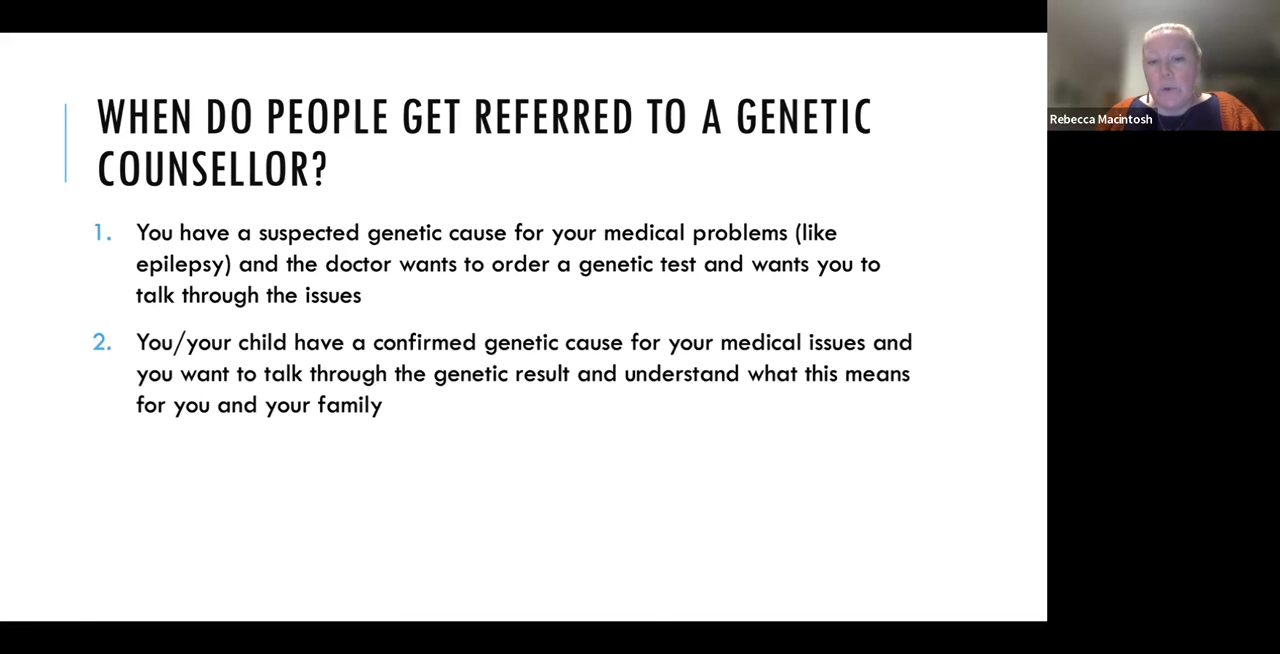 WHEN DO PEOPLE GET REFERRED TO A GENETIC
COUNSELLOR?
1. You have a suspected genetic cause for your medical problems (like
epilepsy) and the doctor wants to order a genetic test and wants you to
talk through the issues
2. You/your child have a confirmed genetic cause for your medical issues and
you want to talk through the genetic result and understand what this means
for you and your family
Rebecca Macintosh